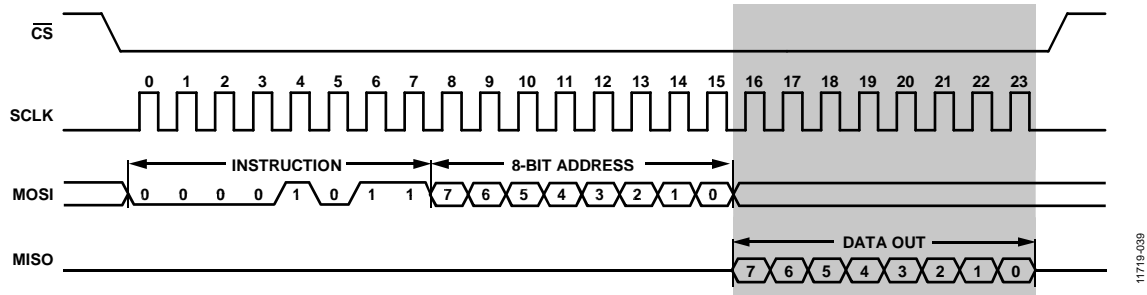 CS
0 1 2 3 4 5 6 7 8 9 10 11 12 13 14 15 16 17 18 19 20 21 22 23
SCLK
INSTRUCTION 8-BIT ADDRESS
MOSI 0 0 0 0 1 0 1 1 7 6 5 4 3 2 1 0
DATA OUT
MISO 7 6 5 4 3 2 1 0
11719-039